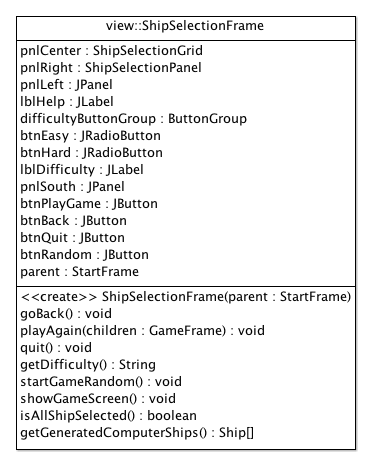 view::ShipSelectionFrame
pnlCenter : ShipSelectionGrid
pnlRight : ShipSelectionPanel
pnlLeft : JPanel
lblHelp : JLabel
difficultyButtonGroup : ButtonGroup
btnEasy : JRadioButton
btnHard : JRadioButton
lblDifficulty : JLabel
pnlSouth : JPanel
btnPlayGame : JButton
btnBack : JButton
btnQuit : JButton
btnRandom : JButton
parent : StartFrame
<<create>> ShipSelectionFrame(parent : StartFrame)
goBack() : void
playAgain(children : GameFrame) : void
quit() : void
getDifficulty() : String
startGameRandom() : void
showGameScreen() : void
isAllShipSelected() : boolean
getGeneratedComputerShips() : Ship[]